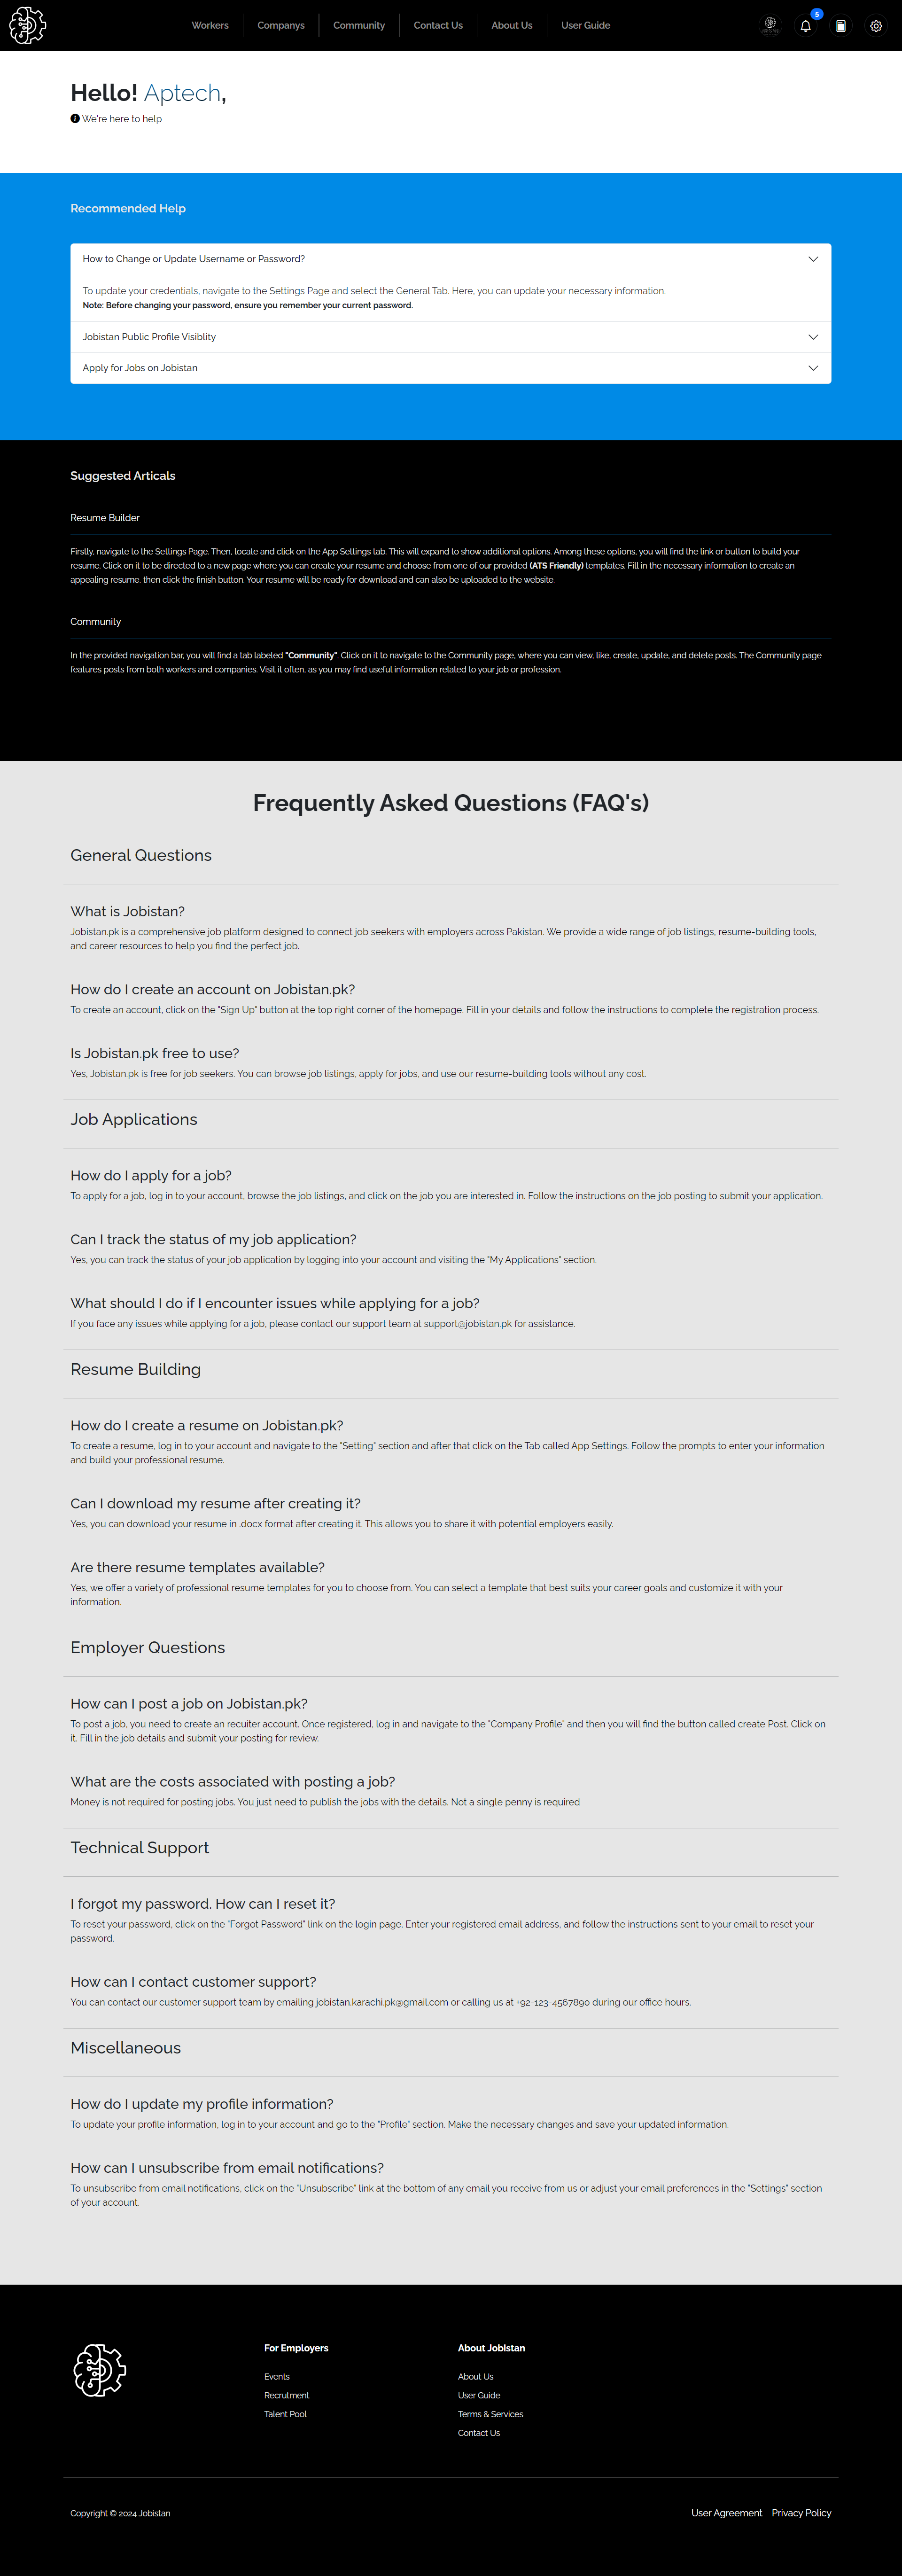 Workers Companys Community Contact Us About Us User Guide
5
Hello! Aptech,
We're here to help
Recommended Help
How to Change or Update Username or Password?
To update your credentials, navigate to the Settings Page and select the General Tab. Here, you can update your necessary information.
Note: Before changing your password, ensure you remember your current password.
Jobistan Public Profile Visiblity
Apply for Jobs on Jobistan
Suggested Articals
Resume Builder
Firstly, navigate to the Settings Page. Then, locate and click on the App Settings tab. This will expand to show additional options. Among these options, you will find the link or button to build your
resume. Click on it to be directed to a new page where you can create your resume and choose from one of our provided (ATS Friendly) templates. Fill in the necessary information to create an
appealing resume, then click the finish button. Your resume will be ready for download and can also be uploaded to the website.
Community
In the provided navigation bar, you will find a tab labeled "Community". Click on it to navigate to the Community page, where you can view, like, create, update, and delete posts. The Community page
features posts from both workers and companies. Visit it often, as you may find useful information related to your job or profession.
Frequently Asked Questions (FAQ's)
General Questions
What is Jobistan?
Jobistan.pk is a comprehensive job platform designed to connect job seekers with employers across Pakistan. We provide a wide range of job listings, resume-building tools,
and career resources to help you find the perfect job.
How do I create an account on Jobistan.pk?
To create an account, click on the "Sign Up" button at the top right corner of the homepage. Fill in your details and follow the instructions to complete the registration process.
Is Jobistan.pk free to use?
Yes, Jobistan.pk is free for job seekers. You can browse job listings, apply for jobs, and use our resume-building tools without any cost.
Job Applications
How do I apply for a job?
To apply for a job, log in to your account, browse the job listings, and click on the job you are interested in. Follow the instructions on the job posting to submit your application.
Can I track the status of my job application?
Yes, you can track the status of your job application by logging into your account and visiting the "My Applications" section.
What should I do if I encounter issues while applying for a job?
If you face any issues while applying for a job, please contact our support team at support@jobistan.pk for assistance.
Resume Building
How do I create a resume on Jobistan.pk?
To create a resume, log in to your account and navigate to the "Setting" section and after that click on the Tab called App Settings. Follow the prompts to enter your information
and build your professional resume.
Can I download my resume after creating it?
Yes, you can download your resume in .docx format after creating it. This allows you to share it with potential employers easily.
Are there resume templates available?
Yes, we offer a variety of professional resume templates for you to choose from. You can select a template that best suits your career goals and customize it with your
information.
Employer Questions
How can I post a job on Jobistan.pk?
To post a job, you need to create an recuiter account. Once registered, log in and navigate to the "Company Profile" and then you will find the button called create Post. Click on
it. Fill in the job details and submit your posting for review.
What are the costs associated with posting a job?
Money is not required for posting jobs. You just need to publish the jobs with the details. Not a single penny is required
Technical Support
I forgot my password. How can I reset it?
To reset your password, click on the "Forgot Password" link on the login page. Enter your registered email address, and follow the instructions sent to your email to reset your
password.
How can I contact customer support?
You can contact our customer support team by emailing jobistan.karachi.pk@gmail.com or calling us at +92-123-4567890 during our office hours.
Miscellaneous
How do I update my profile information?
To update your profile information, log in to your account and go to the "Profile" section. Make the necessary changes and save your updated information.
How can I unsubscribe from email notifications?
To unsubscribe from email notifications, click on the "Unsubscribe" link at the bottom of any email you receive from us or adjust your email preferences in the "Settings" section
of your account.
For Employers
Events
Recrutment
Talent Pool
About Jobistan
About Us
User Guide
Terms & Services
Contact Us
Copyright © 2024 Jobistan
User Agreement Privacy Policy